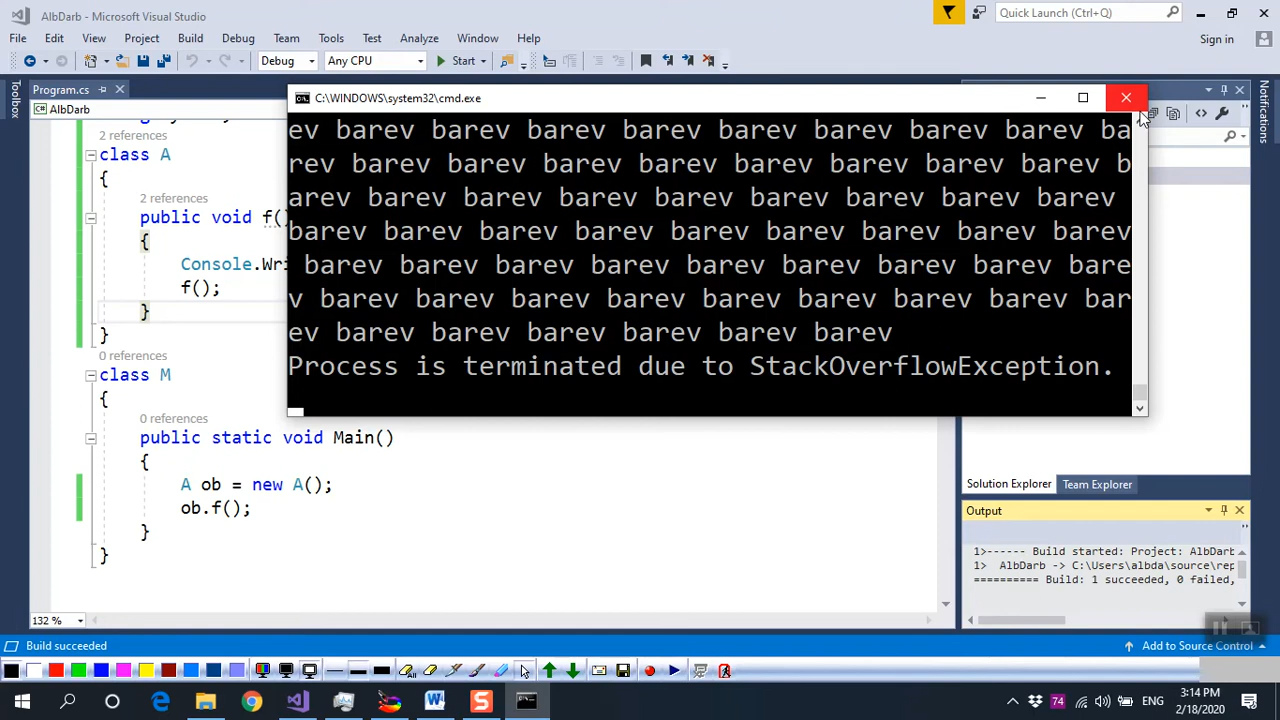 AlbDarb - Microsoft Visual Studio
Quick Launch (Ctrl+Q)
File Edit View Project Build Debug Team Tools Test Analyze Window Help
Sign in
Debug Any CPU Start
Toolbox
Program.cs
Notifications
C:\WINDOWS\system32\cmd.exe
AlbDarb
ev barev barev barev barev barev barev barev barev ba
rev barev barev barev barev barev barev barev barev b
arev barev barev barev barev barev barev barev barev
barev barev barev barev barev barev barev barev barev
barev barev barev barev barev barev barev barev bare
v barev barev barev barev barev barev barev barev bar
ev barev barev barev barev barev barev
Process is terminated due to StackOverflowException.
2 references
class A
{
2 references
public void f()
{
Console.Wri
f();
}
}
0 references
class M
{
0 references
public static void Main()
{
A ob = new A();
ob.f();
}
}
Solution Explorer Team Explorer
Output
1>------ Build started: Project: AlbDarb
1> AlbDarb -> C:\Users\albda\source\rep
========== Build: 1 succeeded, 0 failed,
132 %
Build succeeded
Add to Source Control
74
ENG
3:14 PM
2/18/2020